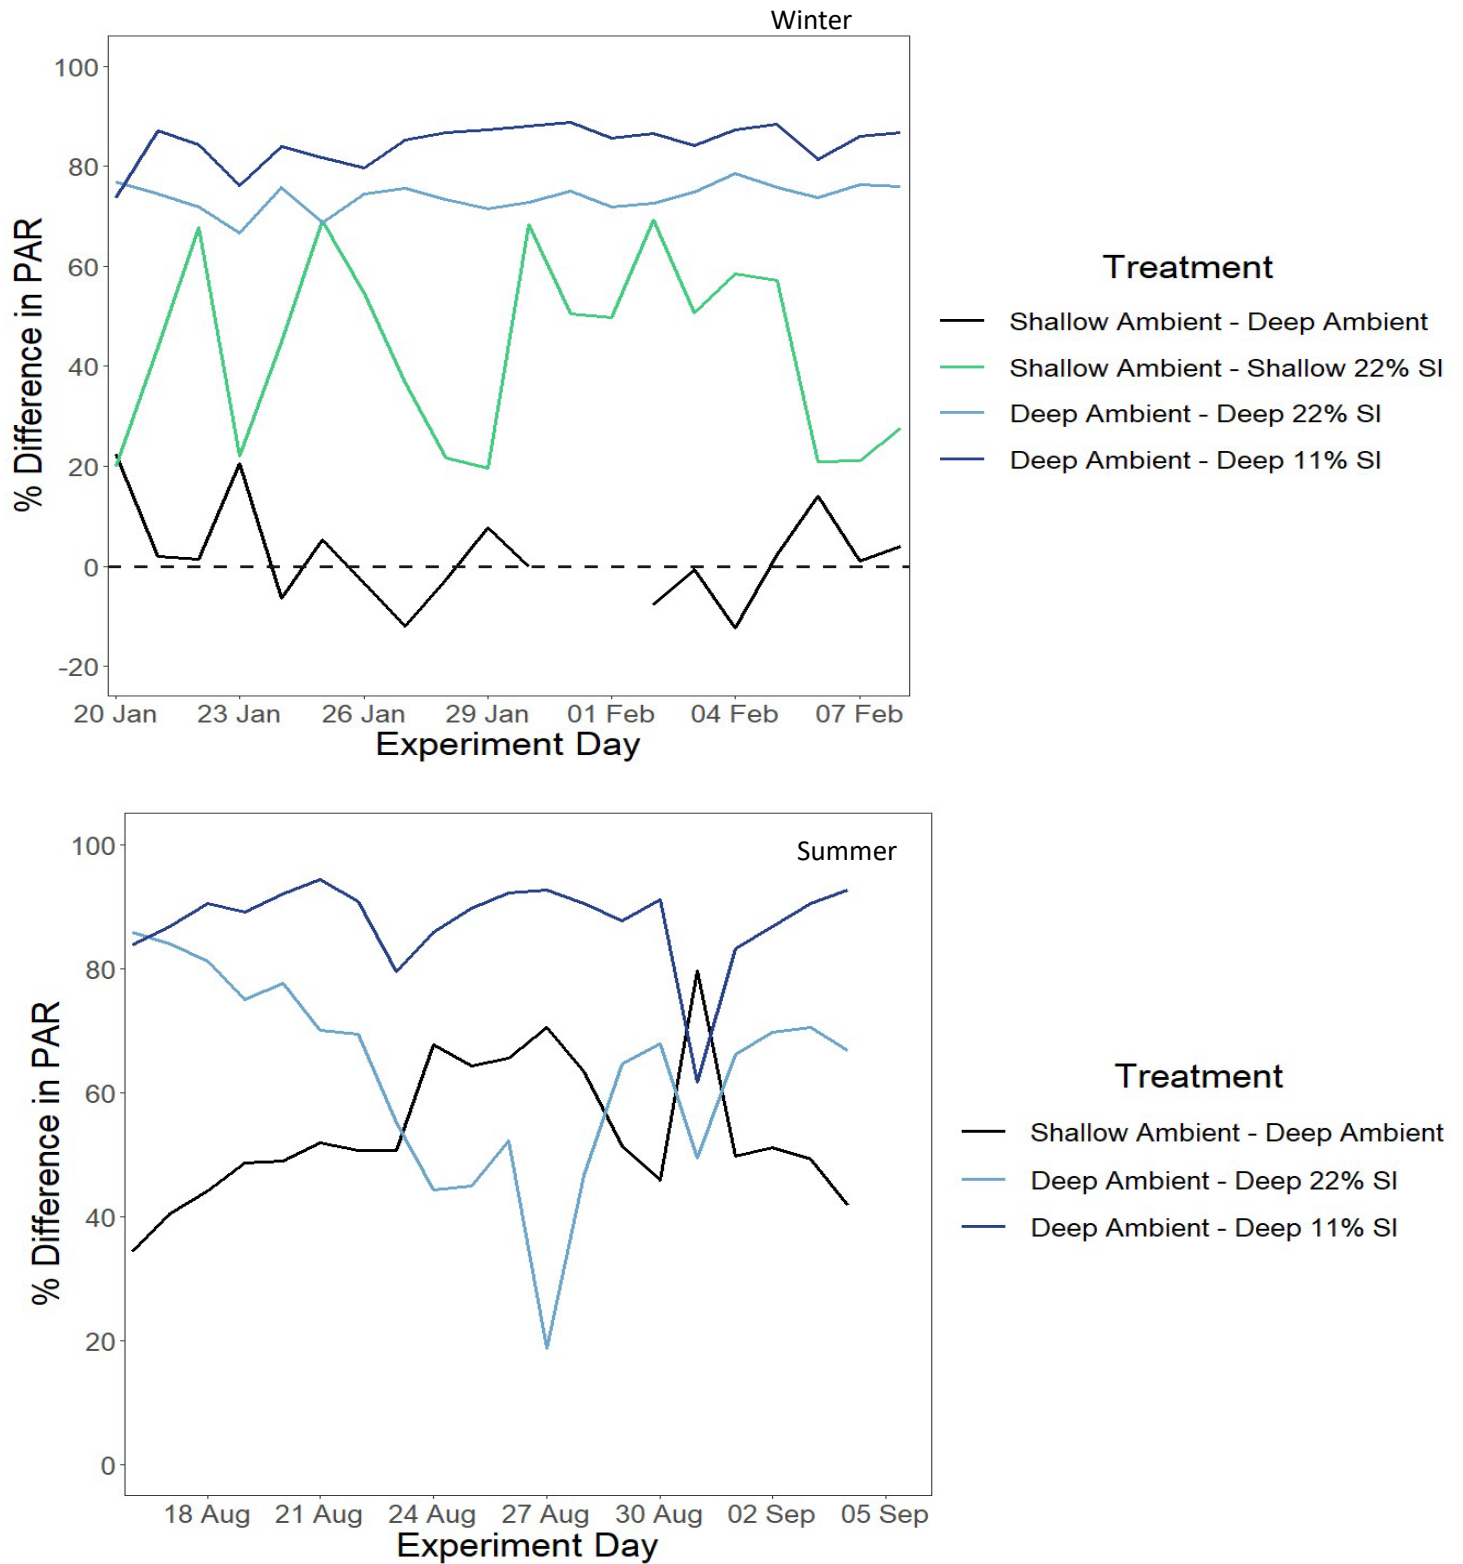 Winter
100
80
60
40
20
0
-20
% Difference in PAR
20 Jan 23 Jan 26 Jan 29 Jan 01 Feb 04 Feb 07 Feb
Experiment Day
Treatment
Shallow Ambient - Deep Ambient
Shallow Ambient - Shallow 22% SI
Deep Ambient - Deep 22% SI
Deep Ambient - Deep 11% SI
Summer
100
80
60
40
20
0
% Difference in PAR
18 Aug 21 Aug 24 Aug 27 Aug 30 Aug 02 Sep 05 Sep
Experiment Day
Treatment
Shallow Ambient - Deep Ambient
Deep Ambient - Deep 22% SI
Deep Ambient - Deep 11% SI